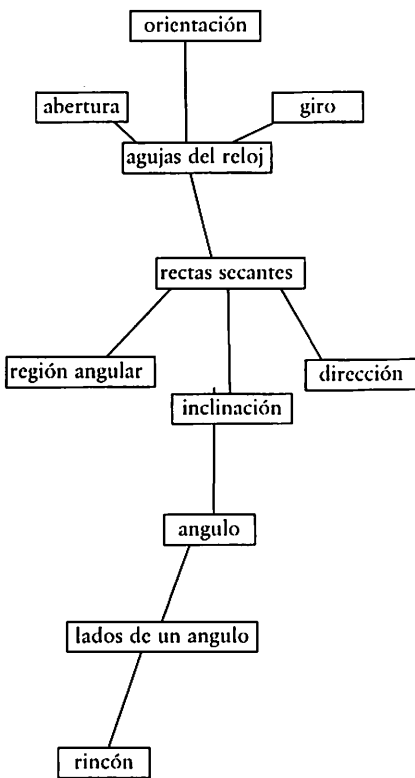 orientación
abertura
giro
agujas del reloj
rectas secantes
región angular
dirección
inclinación
angulo
lados de un angulo
rincón